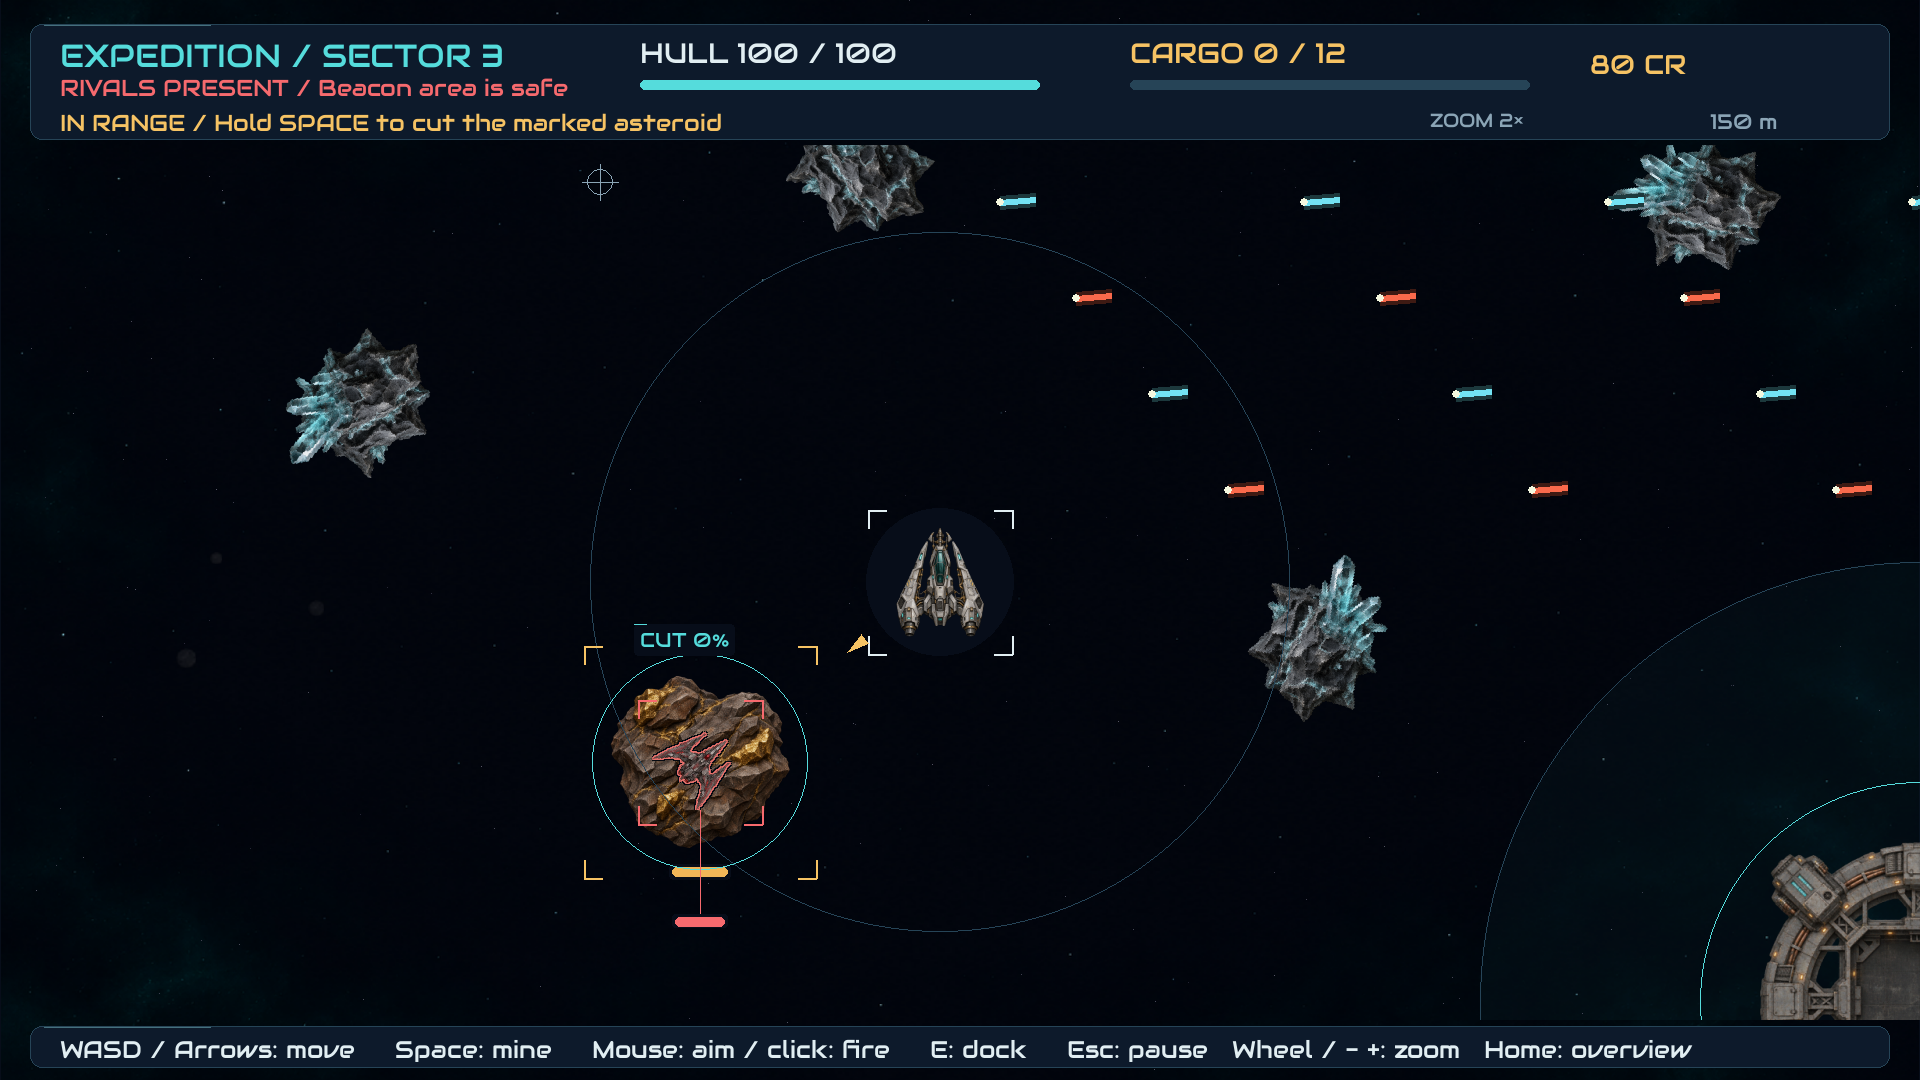 EXPEDITION / SECTOR 3
RIVALS PRESENT / Beacon area is safe
IN RANGE / Hold SPACE to cut the marked asteroid
HULL 100 / 100
CARGO 0 / 12
80 CR
ZOOM 2×
150 m
CUT 0%
WASD / Arrows: move
Space: mine
Mouse: aim / click: fire
E: dock
Esc: pause
Wheel / - +: zoom
Home: overview